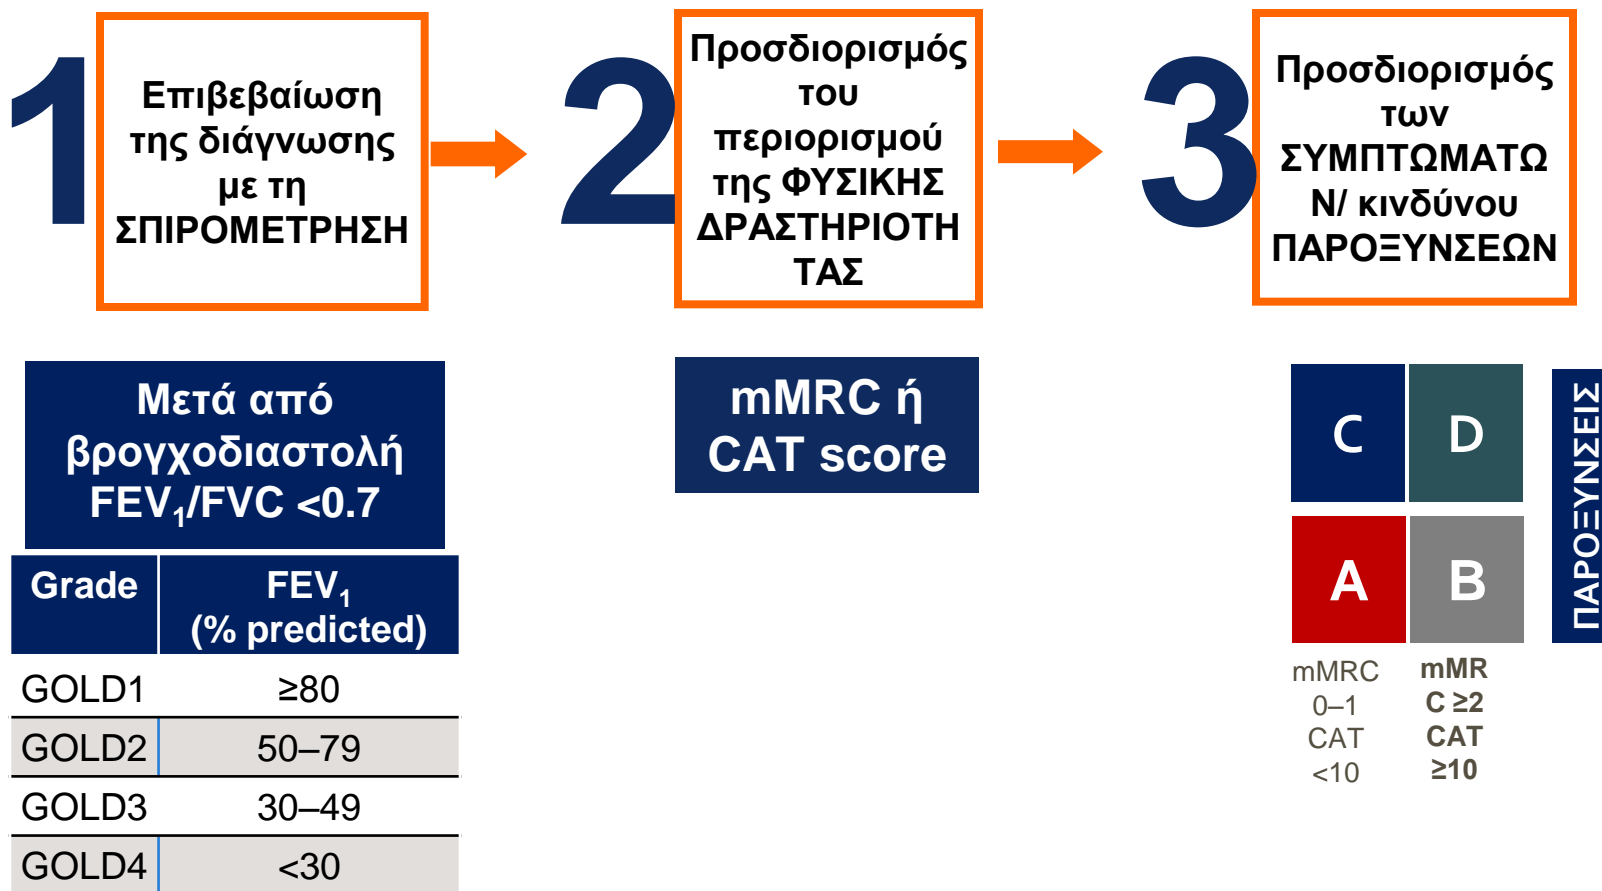 1
Επιβεβαίωση
της διάγνωσης
με τη
ΣΠΙΡΟΜΕΤΡΗΣΗ
2
Προσδιορισμός
του
περιορισμού
της ΦΥΣΙΚΗΣ
ΔΡΑΣΤΗΡΙΟΤΗ
ΤΑΣ
3
Προσδιορισμός
των
ΣΥΜΠΤΩΜΑΤΩ
Ν/ κινδύνου
ΠΑΡΟΞΥΝΣΕΩΝ
Μετά από
βρογχοδιαστολή
FEV₁/FVC <0.7
Grade FEV₁
(% predicted)
GOLD1 ≥80
GOLD2 50–79
GOLD3 30–49
GOLD4 <30
mMRC ή
CAT score
C D
A B
mMRC
0–1
CAT
<10
mMR
C ≥2
CAT
≥10
ΠΑΡΟΞΥΝΣΕΙΣ